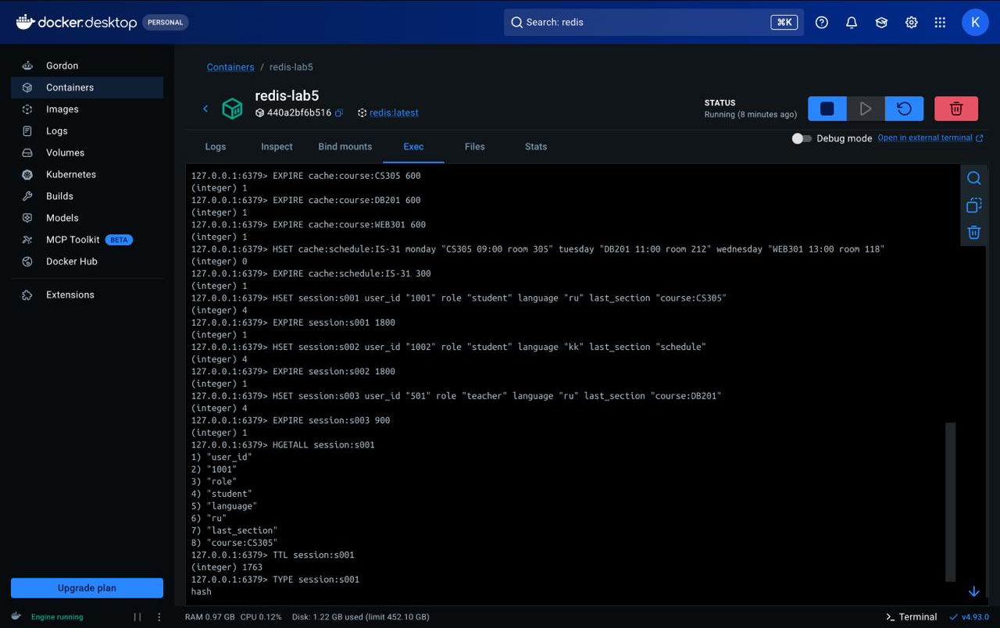 docker.desktop PERSONAL
Search: redis ⌘K
K
Gordon
Containers
Images
Logs
Volumes
Kubernetes
Builds
Models
MCP Toolkit BETA
Docker Hub
Extensions
Upgrade plan
Containers / redis-lab5
redis-lab5
440a2bf6b516 redis:latest
STATUS
Running (8 minutes ago)
Logs Inspect Bind mounts Exec Files Stats
Debug mode Open in external terminal
127.0.0.1:6379> EXPIRE cache:course:CS305 600
(integer) 1
127.0.0.1:6379> EXPIRE cache:course:DB201 600
(integer) 1
127.0.0.1:6379> EXPIRE cache:course:WEB301 600
(integer) 1
127.0.0.1:6379> HSET cache:schedule:IS-31 monday "CS305 09:00 room 305" tuesday "DB201 11:00 room 212" wednesday "WEB301 13:00 room 118"
(integer) 0
127.0.0.1:6379> EXPIRE cache:schedule:IS-31 300
(integer) 1
127.0.0.1:6379> HSET session:s001 user_id "1001" role "student" language "ru" last_section "course:CS305"
(integer) 4
127.0.0.1:6379> EXPIRE session:s001 1800
(integer) 1
127.0.0.1:6379> HSET session:s002 user_id "1002" role "student" language "kk" last_section "schedule"
(integer) 4
127.0.0.1:6379> EXPIRE session:s002 1800
(integer) 1
127.0.0.1:6379> HSET session:s003 user_id "501" role "teacher" language "ru" last_section "course:DB201"
(integer) 4
127.0.0.1:6379> EXPIRE session:s003 900
(integer) 1
127.0.0.1:6379> HGETALL session:s001
1) "user_id"
2) "1001"
3) "role"
4) "student"
5) "language"
6) "ru"
7) "last_section"
8) "course:CS305"
127.0.0.1:6379> TTL session:s001
(integer) 1763
127.0.0.1:6379> TYPE session:s001
hash
Engine running
RAM 0.97 GB CPU 0.12% Disk: 1.22 GB used (limit 452.10 GB)
Terminal
v4.93.0